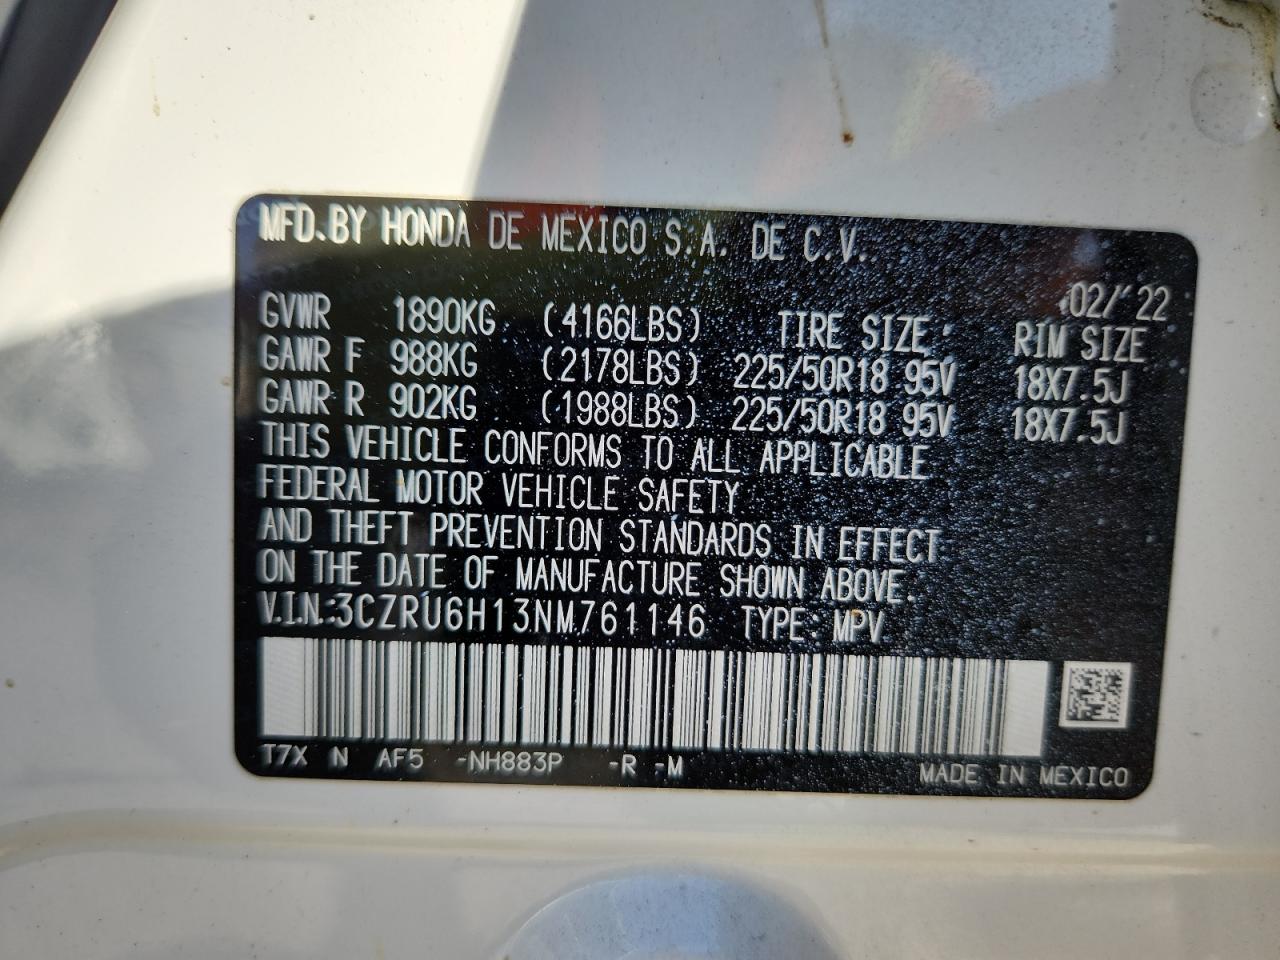 MFD.BY HONDA DE MEXICO S.A. DE C.V.
02/'22
GVWR 1890KG (4166LBS) TIRE SIZE: RIM SIZE
GAWR F 988KG (2178LBS) 225/50R18 95V 18X7.5J
GAWR R 902KG (1988LBS) 225/50R18 95V 18X7.5J
THIS VEHICLE CONFORMS TO ALL APPLICABLE
FEDERAL MOTOR VEHICLE SAFETY
AND THEFT PREVENTION STANDARDS IN EFFECT
ON THE DATE OF MANUFACTURE SHOWN ABOVE.
V.I.N.:3CZRU6H13NM761146 TYPE: MPV
T7X N AF5 -NH883P -R -M MADE IN MEXICO